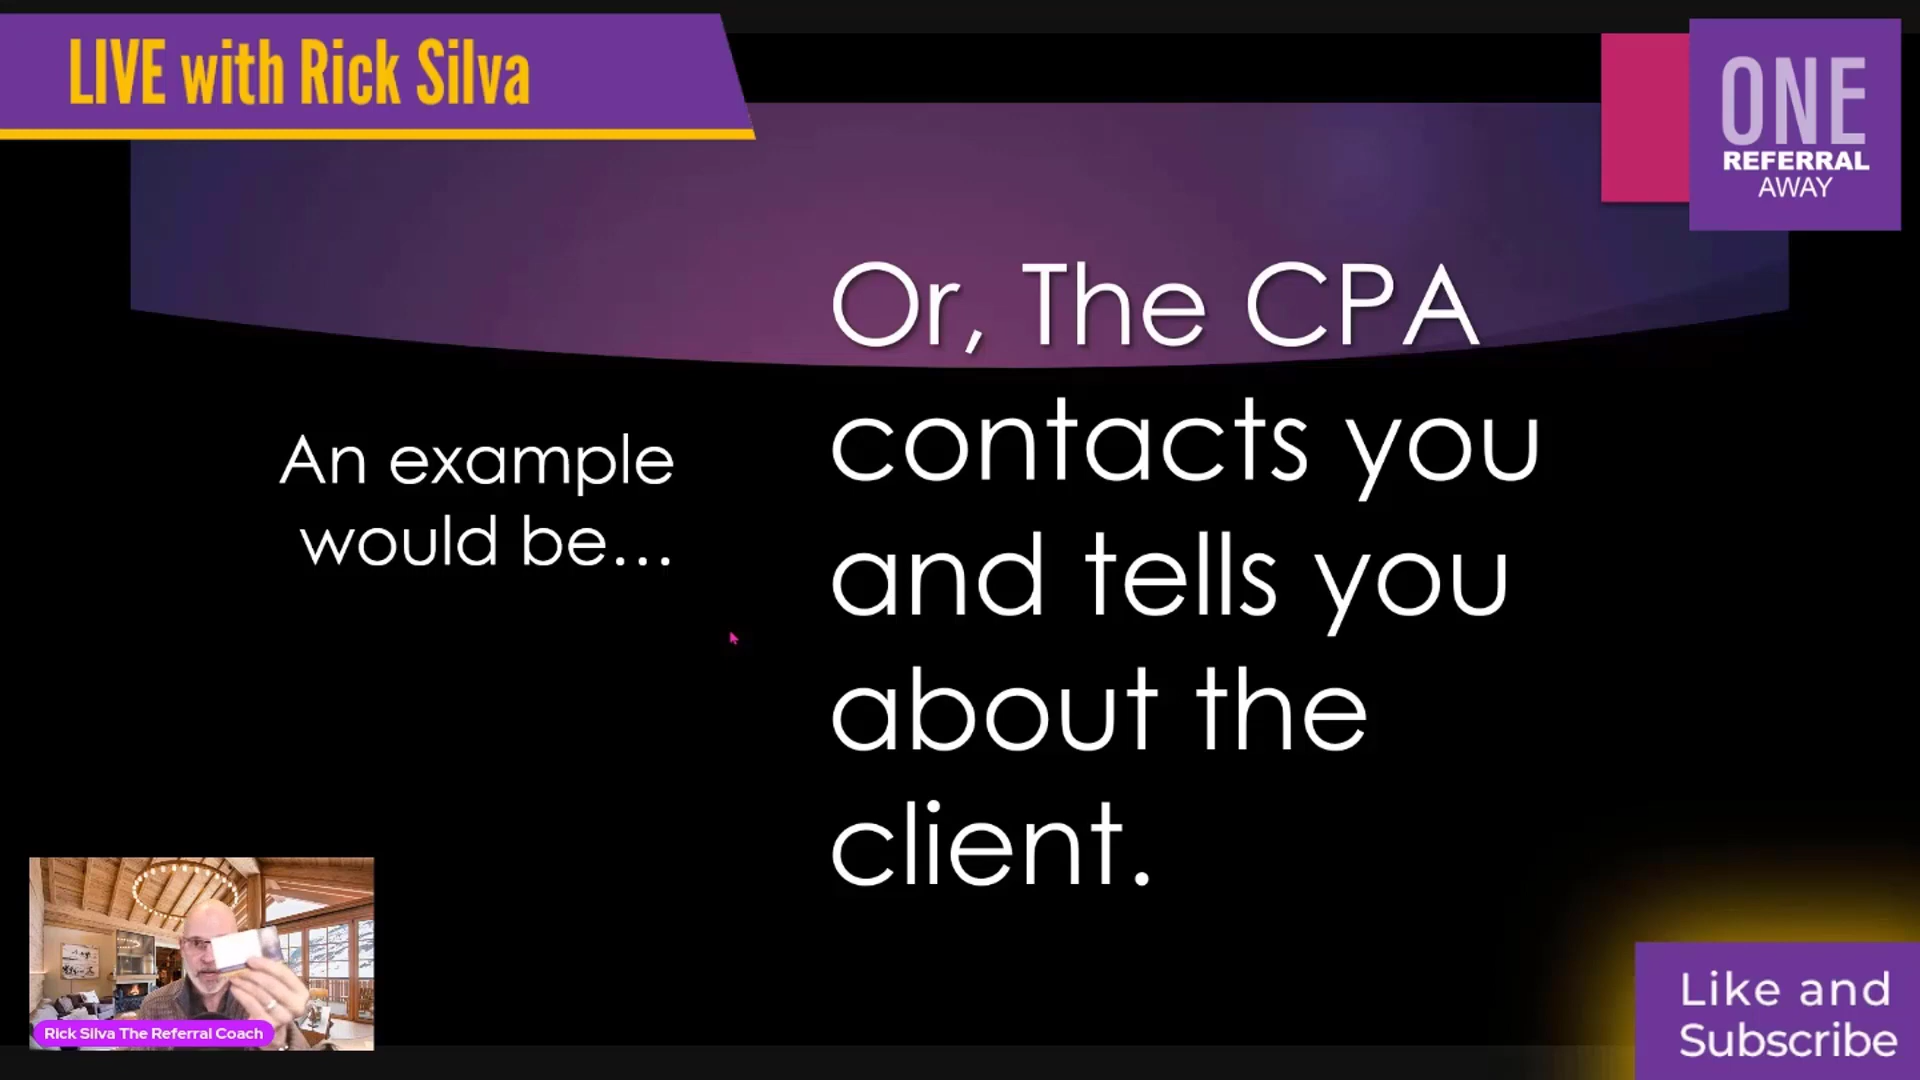 LIVE with Rick Silva
ONE
REFERRAL
AWAY
An example
would be...
Or, The CPA
contacts you
and tells you
about the
client.
Rick Silva The Referral Coach
Like and
Subscribe